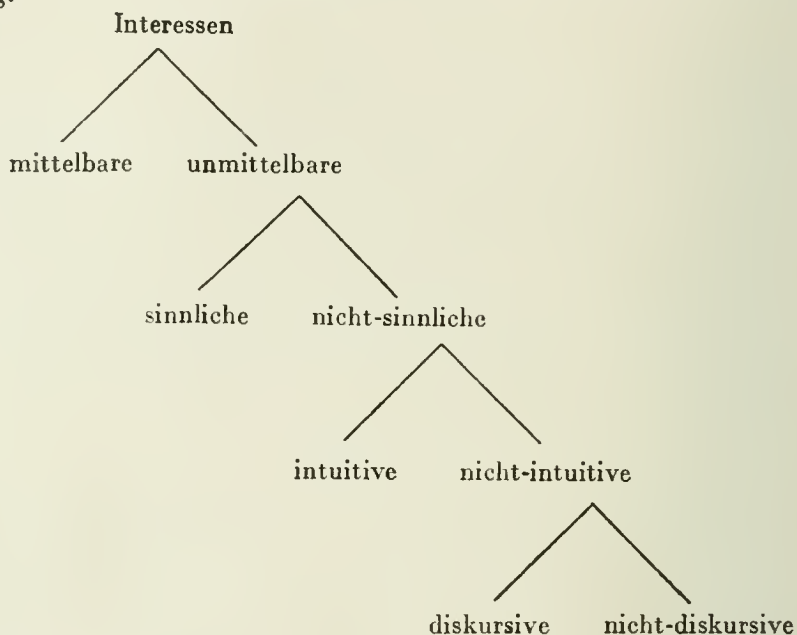 Interessen
mittelbare unmittelbare
sinnliche nicht-sinnliche
intuitive nicht-intuitive
diskursive nicht-diskursive